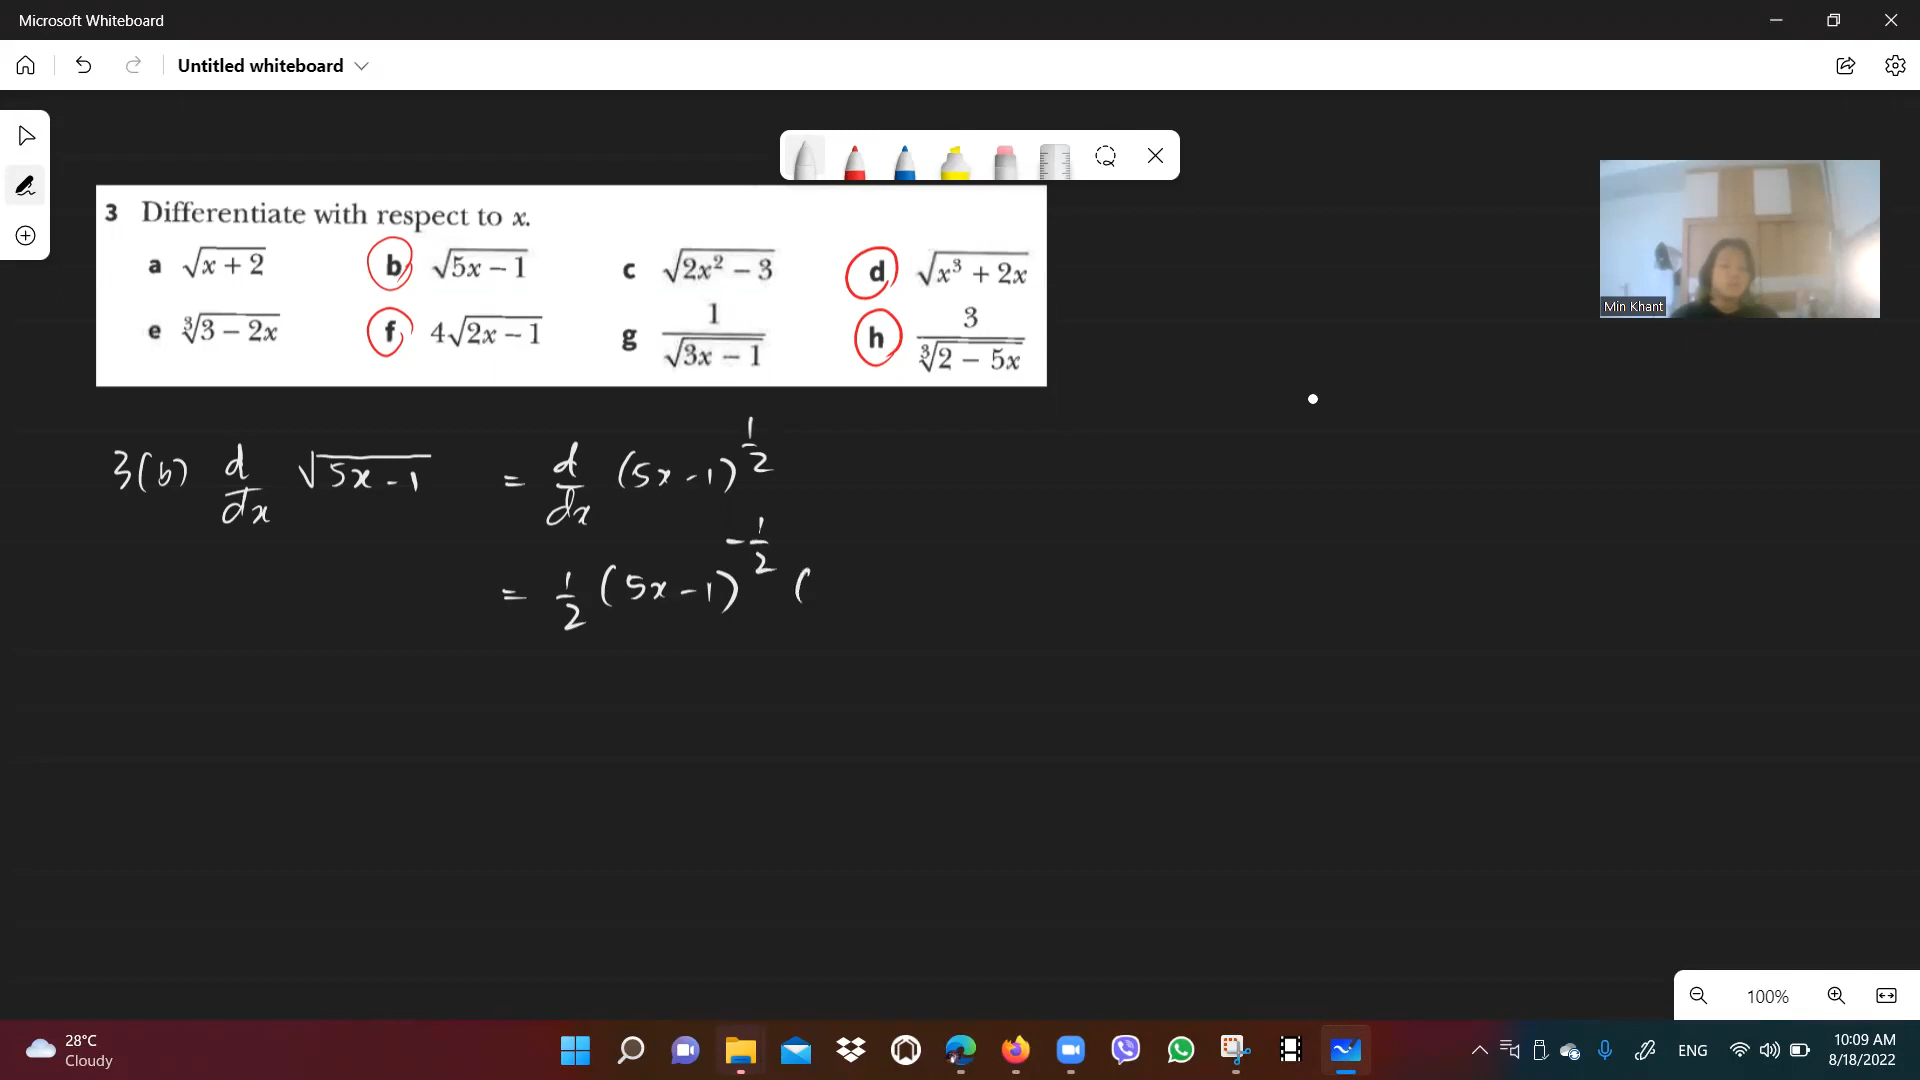 Microsoft Whiteboard
Untitled whiteboard
3 Differentiate with respect to x.
a √(x + 2) b √(5x − 1) c √(2x² − 3) d √(x³ + 2x)
e ∛(3 − 2x) f 4√(2x − 1) g 1/√(3x − 1) h 3/∛(2 − 5x)
Min Khant
3(b) d/dx √(5x-1) = d/dx (5x-1)^(1/2)
= 1/2 (5x-1)^(-1/2) (
100%
28°C
Cloudy
ENG
10:09 AM
8/18/2022